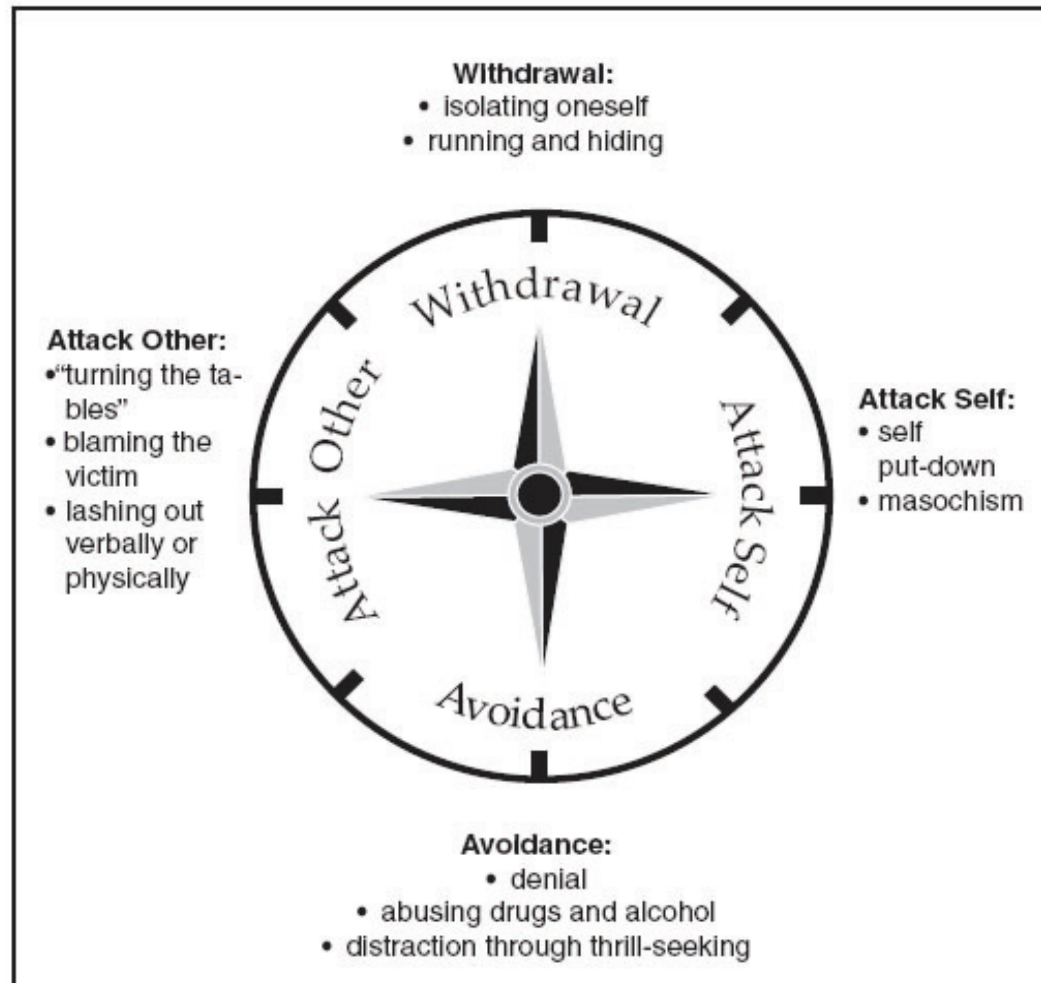 Withdrawal:
• isolating oneself
• running and hiding
Withdrawal
Attack Other:
•“turning the ta-
bles”
• blaming the
victim
• lashing out
verbally or
physically
Attack Other
Attack Self
Attack Self:
• self
put-down
• masochism
Avoidance
Avoidance:
• denial
• abusing drugs and alcohol
• distraction through thrill-seeking